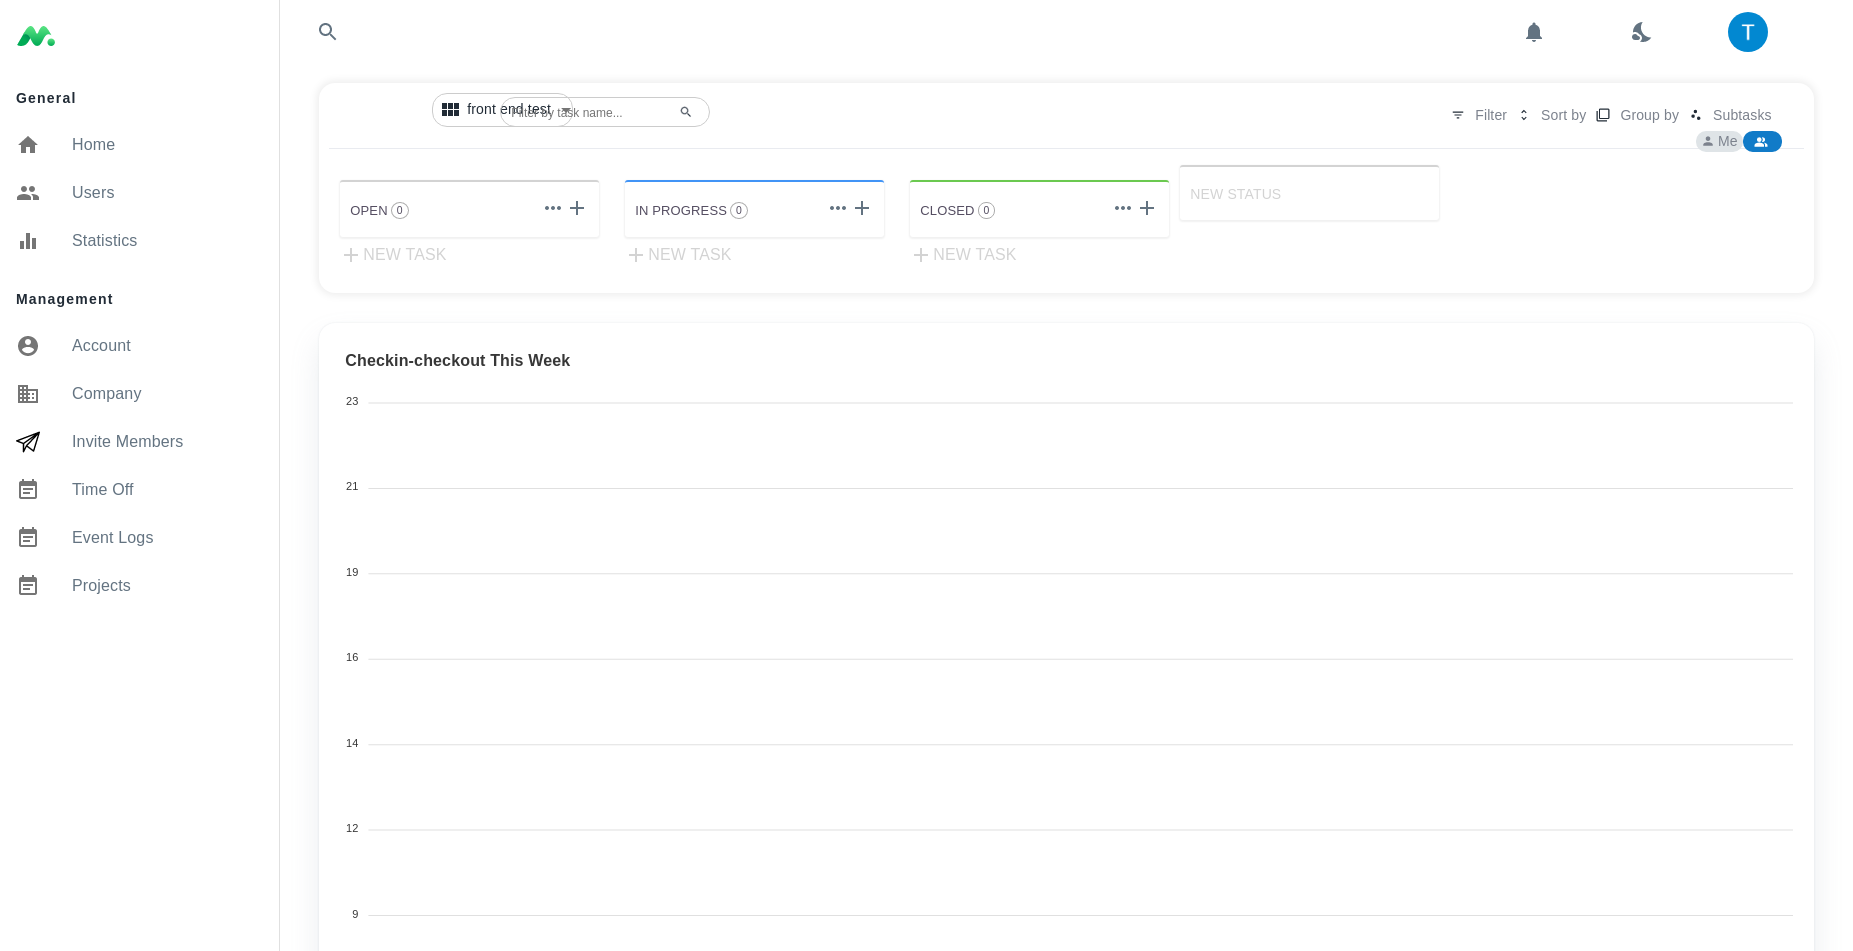 General
Home
Users
Statistics
Management
Account
Company
Invite Members
Time Off
Event Logs
Projects
T
front end test
Filter by task name...
Filter
Sort by
Group by
Subtasks
Me
OPEN 0
NEW TASK
IN PROGRESS 0
NEW TASK
CLOSED 0
NEW TASK
NEW STATUS
Checkin-checkout This Week
23
21
19
16
14
12
9